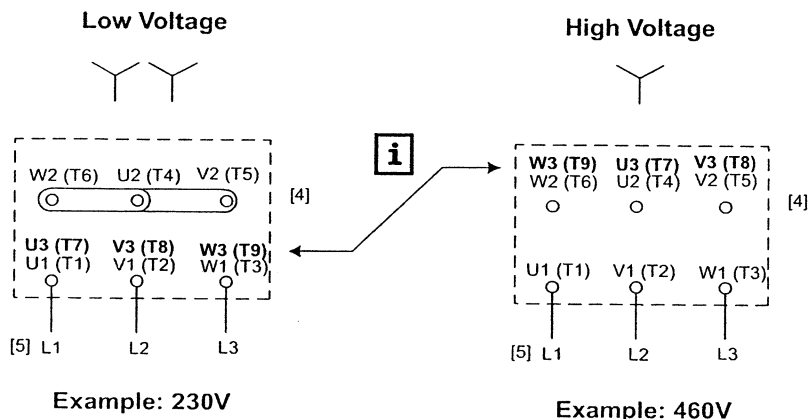 Low Voltage
W2 (T6) U2 (T4) V2 (T5)
[4]
U3 (T7) V3 (T8) W3 (T9)
U1 (T1) V1 (T2) W1 (T3)
[5] L1 L2 L3
Example: 230V
i
High Voltage
W3 (T9) U3 (T7) V3 (T8)
W2 (T6) U2 (T4) V2 (T5)
[4]
U1 (T1) V1 (T2) W1 (T3)
[5] L1 L2 L3
Example: 460V